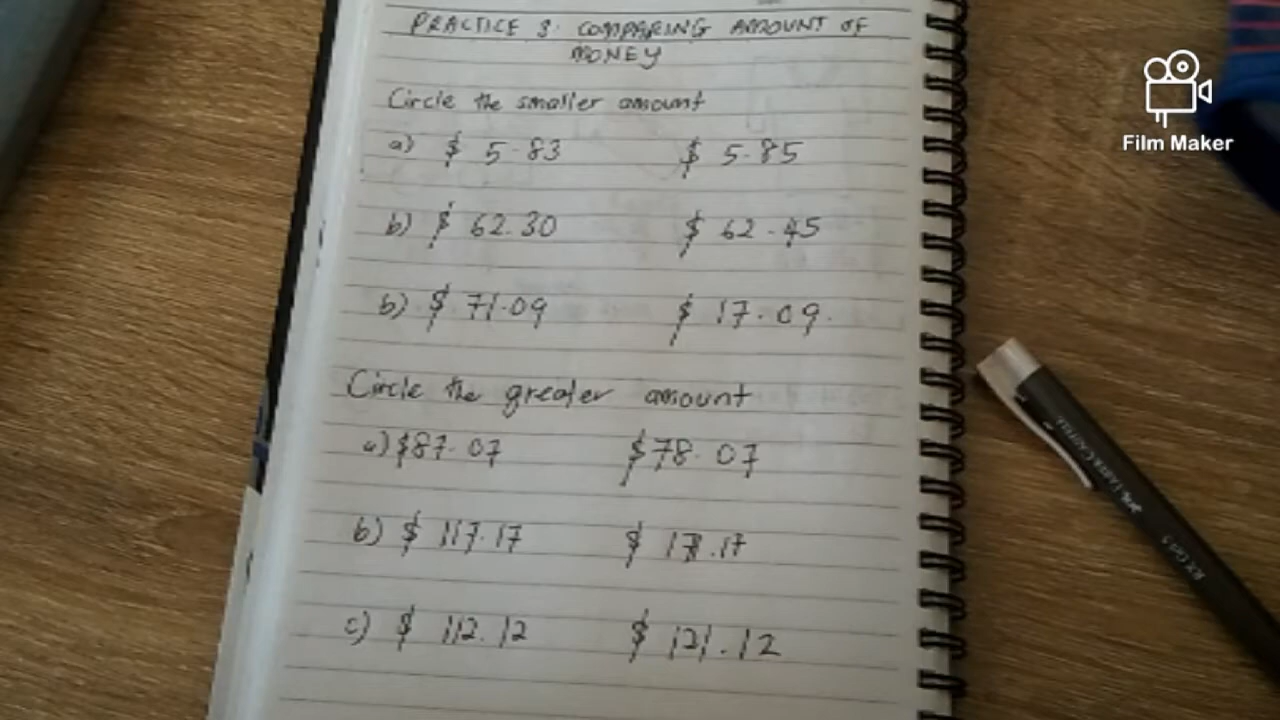 PRACTICE 8: COMPARING AMOUNT OF
MONEY
Circle the smaller amount
a) $ 5.83 $ 5.85
b) $ 62.30 $ 62.45
b) $ 71.09 $ 17.09.
Circle the greater amount
a) $87.07 $78.07
b) $ 117.17 $ 17.17
c) $ 112.12 $ 121.12
Film Maker